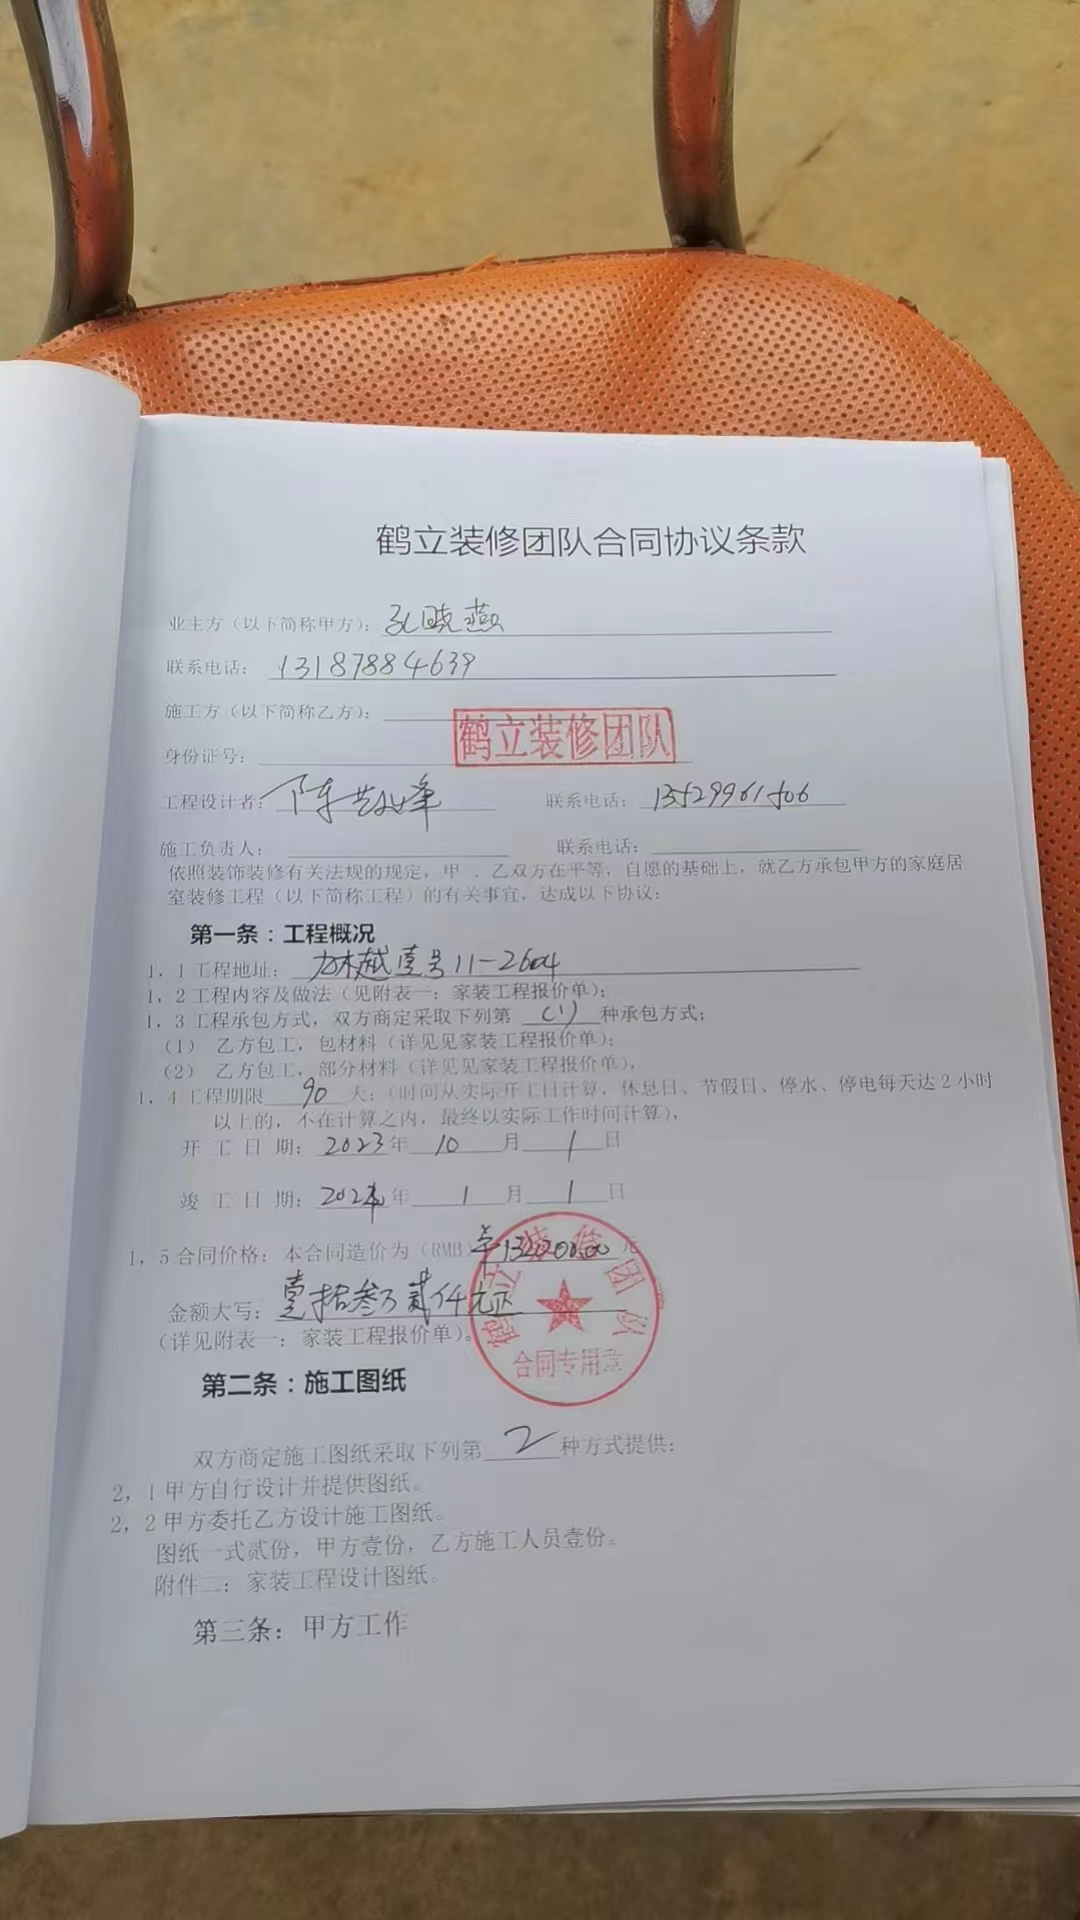 鹤立装修团队合同协议条款
业主方（以下简称甲方）：孔晓燕
联系电话：13187884639
施工方（以下简称乙方）：
鹤立装修团队
身份证号：
工程设计者：陈 峰 联系电话：13529961506
施工负责人： 联系电话：
依照装饰装修有关法规的规定，甲 、乙双方在平等，自愿的基础上，就乙方承包甲方的家庭居
室装修工程（以下简称工程）的有关事宜，达成以下协议：
第一条：工程概况
1，1工程地址： 越壹号11-2604
1，2工程内容及做法（见附表一：家装工程报价单）；
1，3工程承包方式，双方商定采取下列第（1）种承包方式；
（1） 乙方包工，包材料（详见见家装工程报价单）；
（2） 乙方包工，部分材料（详见见家装工程报价单），
1，4工程期限 90 天；（时间从实际开工日计算，休息日、节假日、停水、停电每天达2小时
以上的，不在计算之内，最终以实际工作时间计算），
开 工 日 期：2023年 10 月 1 日
竣 工 日 期：2024年 1 月 1 日
1，5合同价格：本合同造价为（RMB） 132000.00 元
金额大写：壹拾叁万贰仟元正
鹤立装修团队
合同专用章
（详见附表一：家装工程报价单）。
第二条：施工图纸
双方商定施工图纸采取下列第 2 种方式提供：
2，1甲方自行设计并提供图纸。
2，2甲方委托乙方设计施工图纸。
图纸一式贰份，甲方壹份，乙方施工人员壹份。
附件二：家装工程设计图纸。
第三条：甲方工作